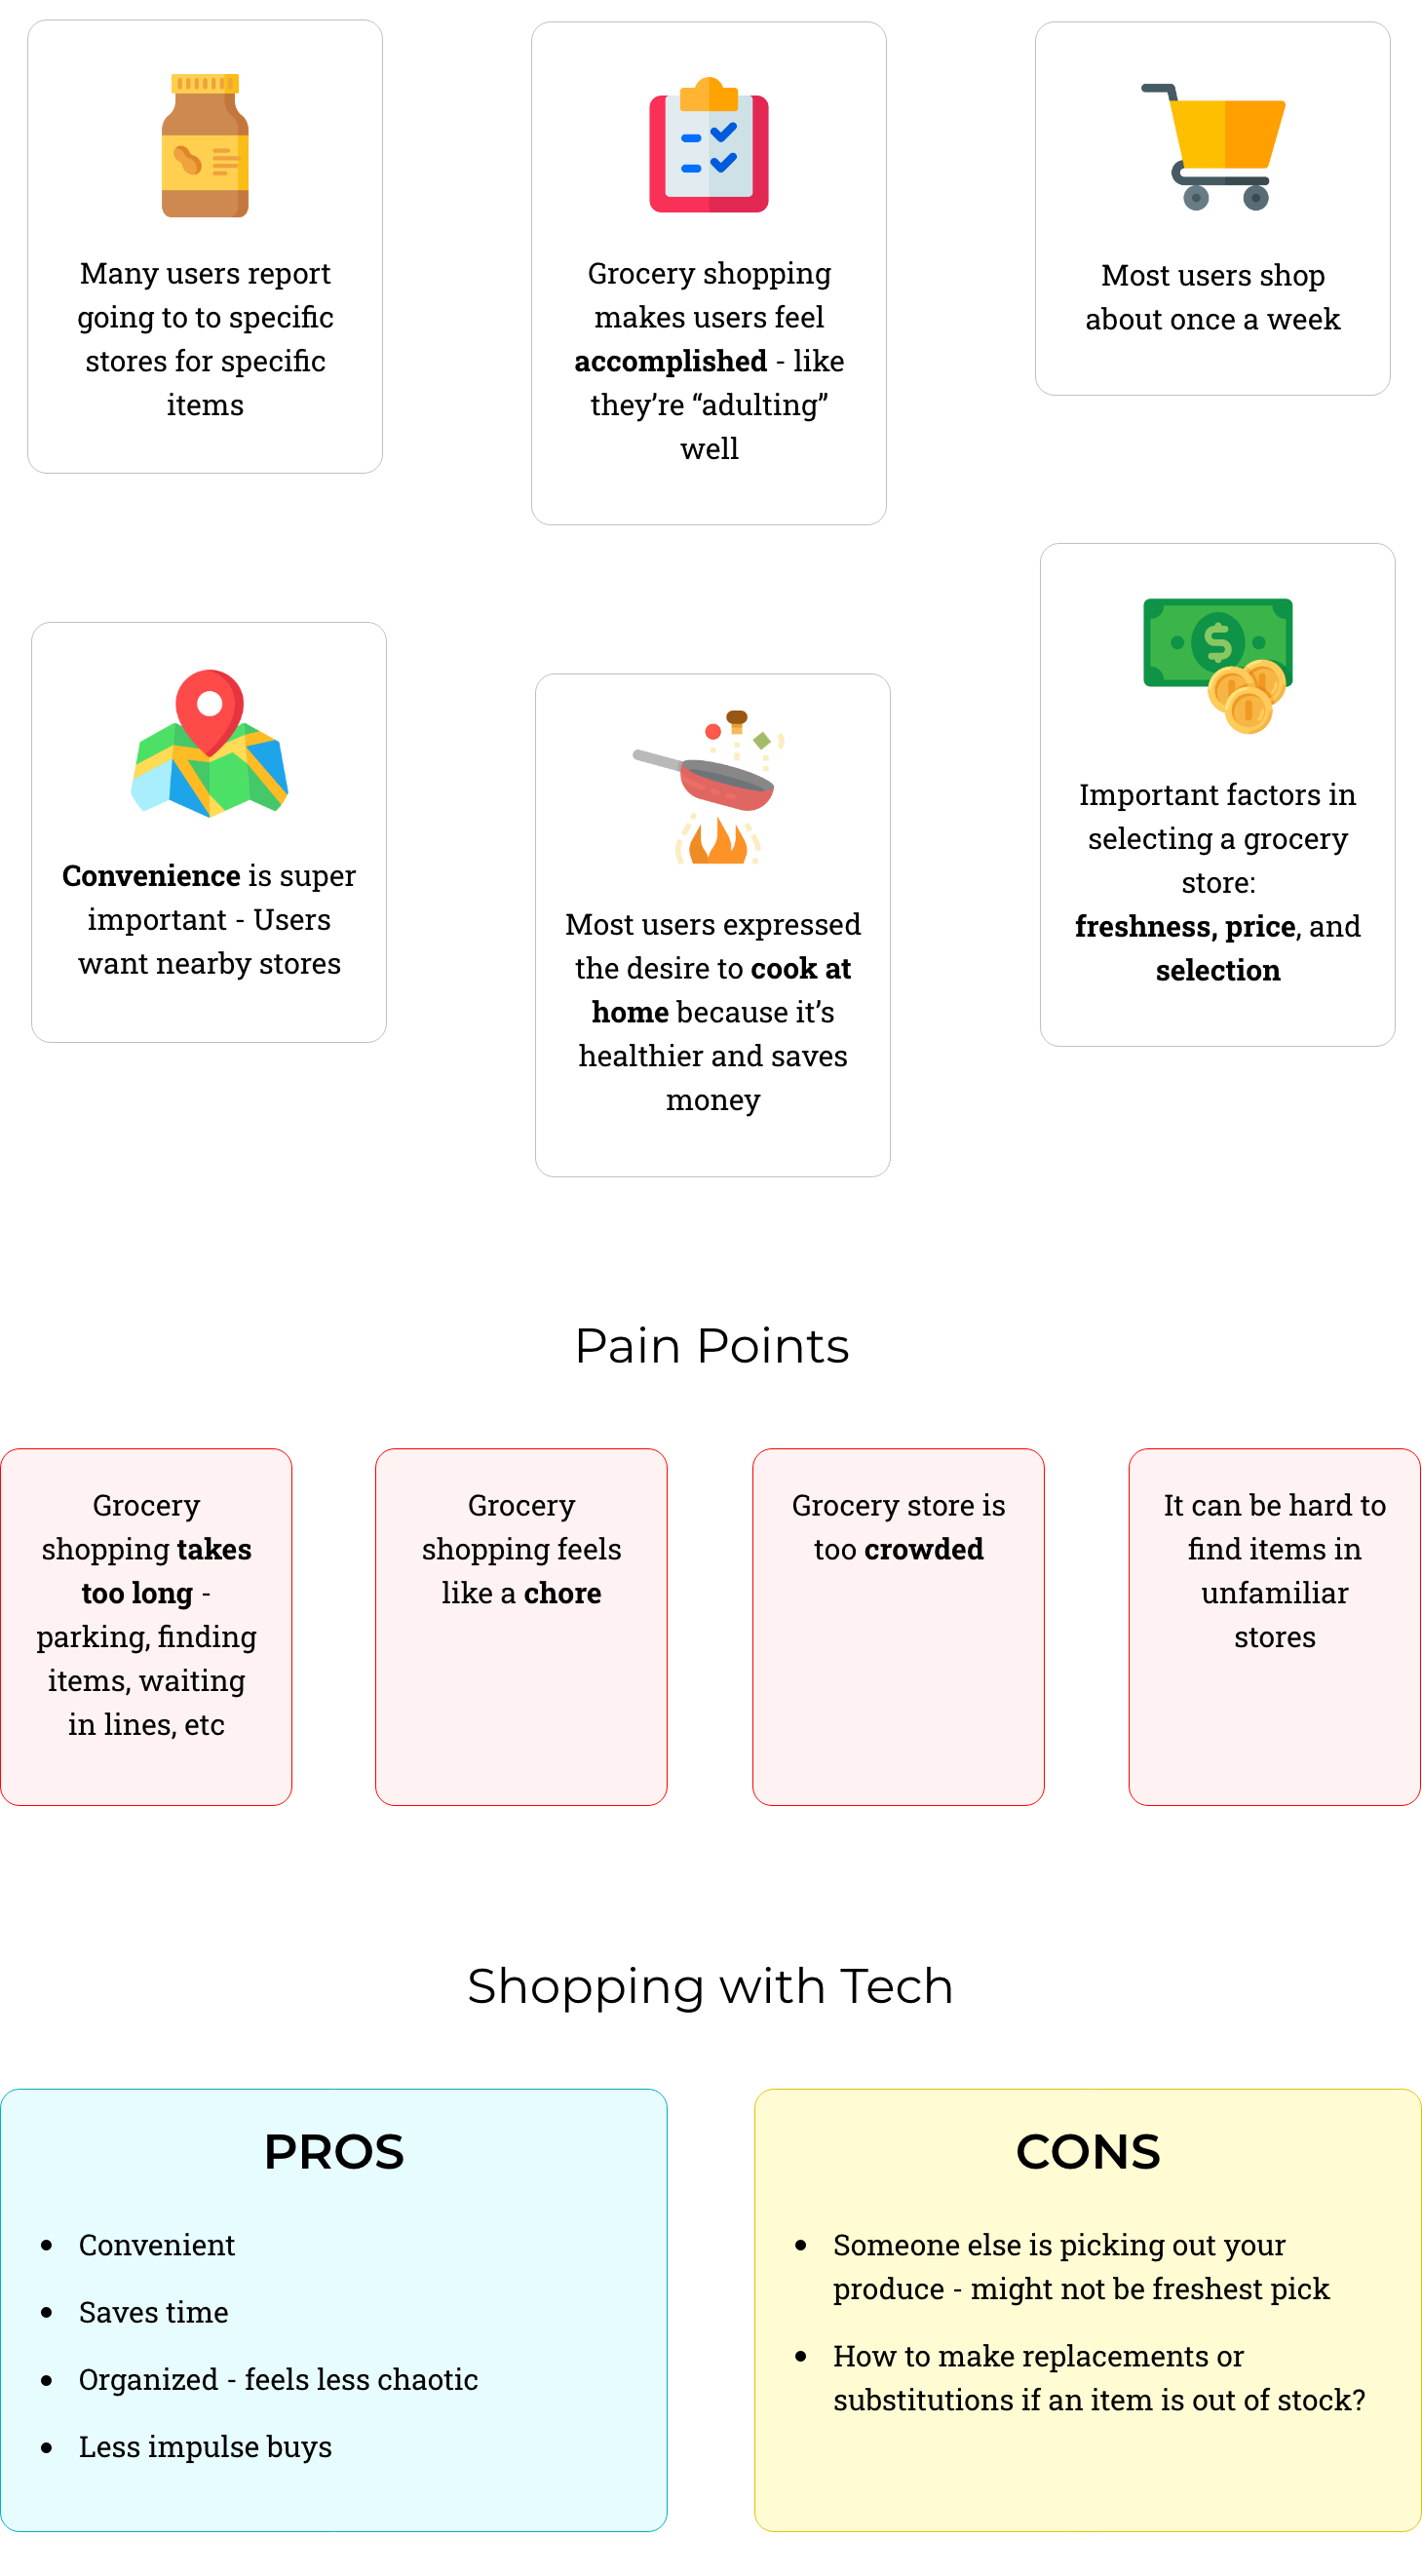 Many users report
going to to specific
stores for specific
items
Grocery shopping
makes users feel
accomplished - like
they’re “adulting”
well
Most users shop
about once a week
Convenience is super
important - Users
want nearby stores
Most users expressed
the desire to cook at
home because it’s
healthier and saves
money
Important factors in
selecting a grocery
store:
freshness, price, and
selection
Pain Points
Grocery
shopping takes
too long -
parking, finding
items, waiting
in lines, etc
Grocery
shopping feels
like a chore
Grocery store is
too crowded
It can be hard to
find items in
unfamiliar
stores
Shopping with Tech
PROS
• Convenient
• Saves time
• Organized - feels less chaotic
• Less impulse buys
CONS
• Someone else is picking out your
produce - might not be freshest pick
• How to make replacements or
substitutions if an item is out of stock?